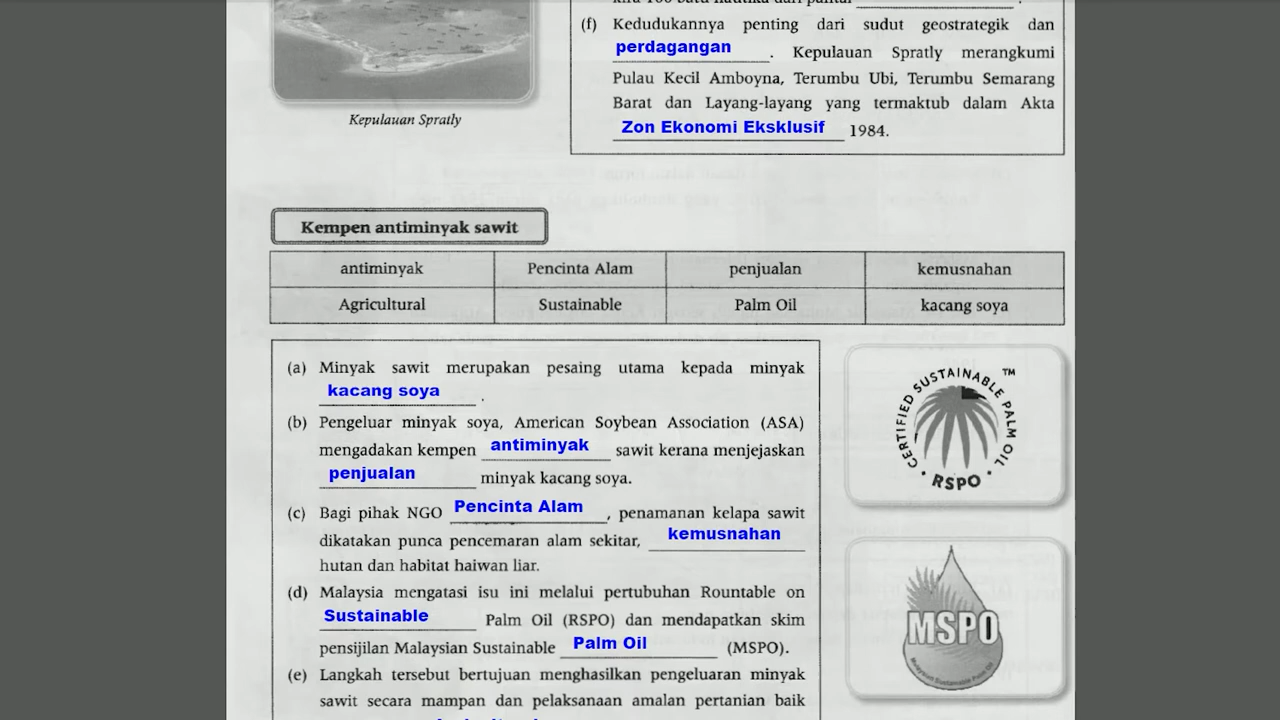 (f) Kedudukannya penting dari sudut geostrategik dan
perdagangan. Kepulauan Spratly merangkumi
Pulau Kecil Amboyna, Terumbu Ubi, Terumbu Semarang
Barat dan Layang-layang yang termaktub dalam Akta
Zon Ekonomi Eksklusif 1984.
Kepulauan Spratly
Kempen antiminyak sawit
antiminyak Pencinta Alam penjualan kemusnahan
Agricultural Sustainable Palm Oil kacang soya
(a) Minyak sawit merupakan pesaing utama kepada minyak
kacang soya.
(b) Pengeluar minyak soya, American Soybean Association (ASA)
mengadakan kempen antiminyak sawit kerana menjejaskan
penjualan minyak kacang soya.
(c) Bagi pihak NGO Pencinta Alam, penamanan kelapa sawit
dikatakan punca pencemaran alam sekitar, kemusnahan
hutan dan habitat haiwan liar.
(d) Malaysia mengatasi isu ini melalui pertubuhan Rountable on
Sustainable Palm Oil (RSPO) dan mendapatkan skim
pensijilan Malaysian Sustainable Palm Oil (MSPO).
(e) Langkah tersebut bertujuan menghasilkan pengeluaran minyak
sawit secara mampan dan pelaksanaan amalan pertanian baik
CERTIFIED SUSTAINABLE PALM OIL TM
RSPO
MSPO
Malaysian Sustainable Palm Oil